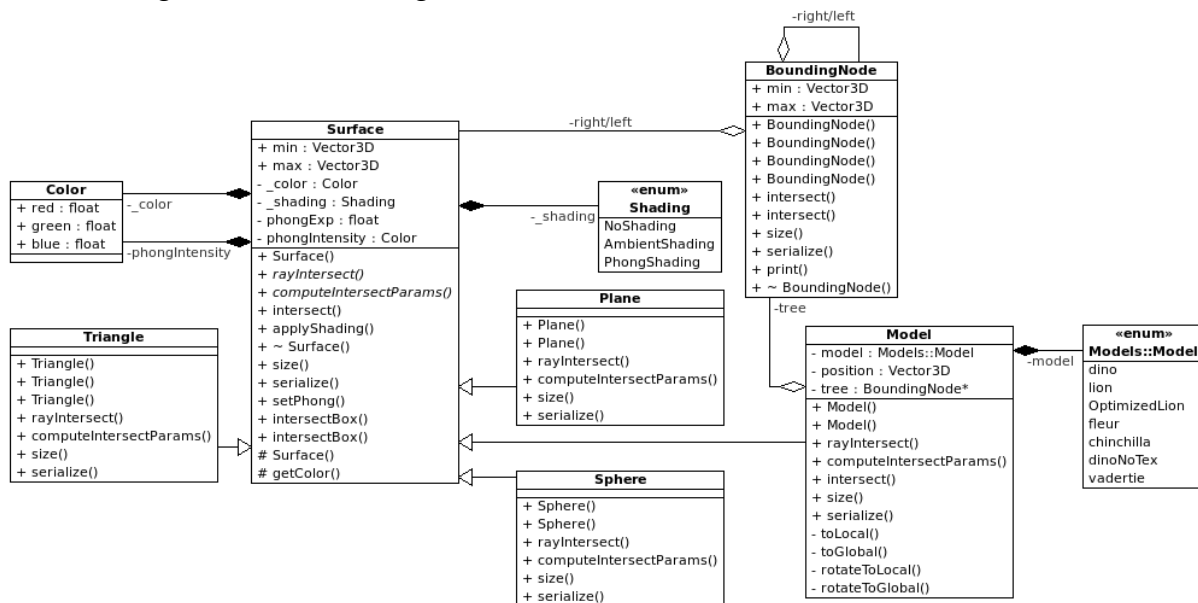 -right/left
BoundingNode
+ min : Vector3D
+ max : Vector3D
+ BoundingNode()
+ BoundingNode()
+ BoundingNode()
+ BoundingNode()
+ intersect()
+ intersect()
+ size()
+ serialize()
+ print()
+ ~ BoundingNode()
-right/left
-tree
Surface
+ min : Vector3D
+ max : Vector3D
- _color : Color
- _shading : Shading
- phongExp : float
- phongIntensity : Color
+ Surface()
+ rayIntersect()
+ computeIntersectParams()
+ intersect()
+ applyShading()
+ ~ Surface()
+ size()
+ serialize()
+ setPhong()
+ intersectBox()
+ intersectBox()
# Surface()
# getColor()
Color
+ red : float
+ green : float
+ blue : float
-_color
-phongIntensity
«enum»
Shading
NoShading
AmbientShading
PhongShading
-_shading
Plane
+ Plane()
+ Plane()
+ rayIntersect()
+ computeIntersectParams()
+ size()
+ serialize()
Triangle
+ Triangle()
+ Triangle()
+ Triangle()
+ rayIntersect()
+ computeIntersectParams()
+ size()
+ serialize()
Model
- model : Models::Model
- position : Vector3D
- tree : BoundingNode*
+ Model()
+ Model()
+ rayIntersect()
+ computeIntersectParams()
+ intersect()
+ size()
+ serialize()
- toLocal()
- toGlobal()
- rotateToLocal()
- rotateToGlobal()
-model
«enum»
Models::Model
dino
lion
OptimizedLion
fleur
chinchilla
dinoNoTex
vadertie
Sphere
+ Sphere()
+ Sphere()
+ rayIntersect()
+ computeIntersectParams()
+ size()
+ serialize()